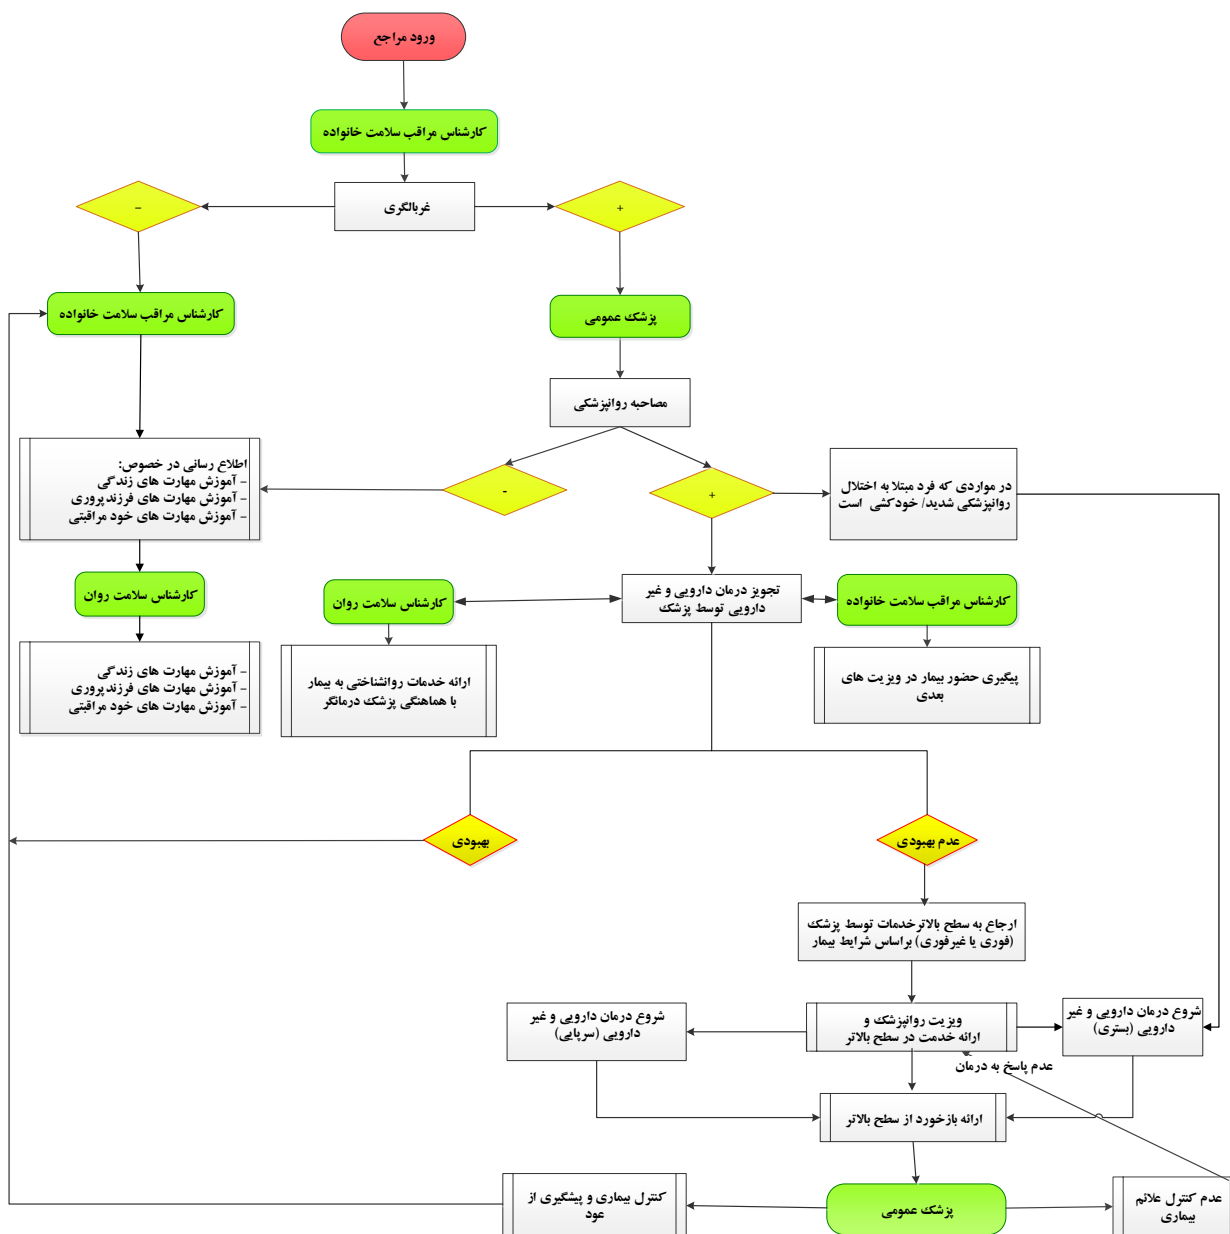 ورود مراجع
کارشناس مراقب سلامت خانواده
غربالگری
-
+
کارشناس مراقب سلامت خانواده
پزشک عمومی
مصاحبه روانپزشکی
اطلاع رسانی در خصوص:
- آموزش مهارت های زندگی
- آموزش مهارت های فرزندپروری
- آموزش مهارت های خود مراقبتی
-
+
در مواردی که فرد مبتلا به اختلال
روانپزشکی شدید/ خودکشی است
کارشناس سلامت روان
کارشناس سلامت روان
تجویز درمان دارویی و غیر
دارویی توسط پزشک
کارشناس مراقب سلامت خانواده
- آموزش مهارت های زندگی
- آموزش مهارت های فرزندپروری
- آموزش مهارت های خود مراقبتی
ارائه خدمات روانشناختی به بیمار
با هماهنگی پزشک درمانگر
پیگیری حضور بیمار در ویزیت های
بعدی
بهبودی
عدم بهبودی
ارجاع به سطح بالاترخدمات توسط پزشک
(فوری یا غیرفوری) براساس شرایط بیمار
شروع درمان دارویی و غیر
دارویی (سرپایی)
ویزیت روانپزشک و
ارائه خدمت در سطح بالاتر
شروع درمان دارویی و غیر
دارویی (بستری)
عدم پاسخ به درمان
ارائه بازخورد از سطح بالاتر
کنترل بیماری و پیشگیری از
عود
پزشک عمومی
عدم کنترل علائم
بیماری